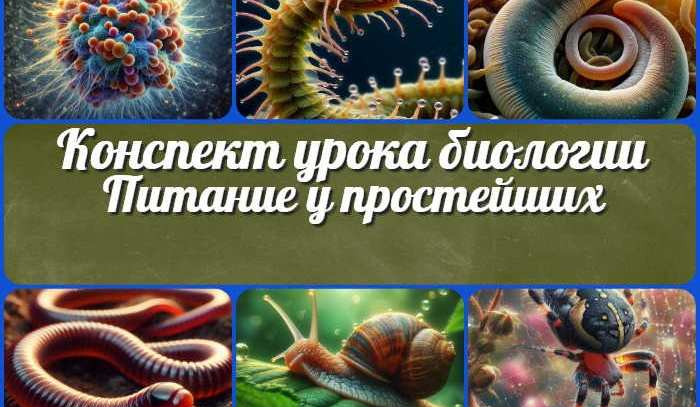 Конспект урока биологии
Питание у простейших